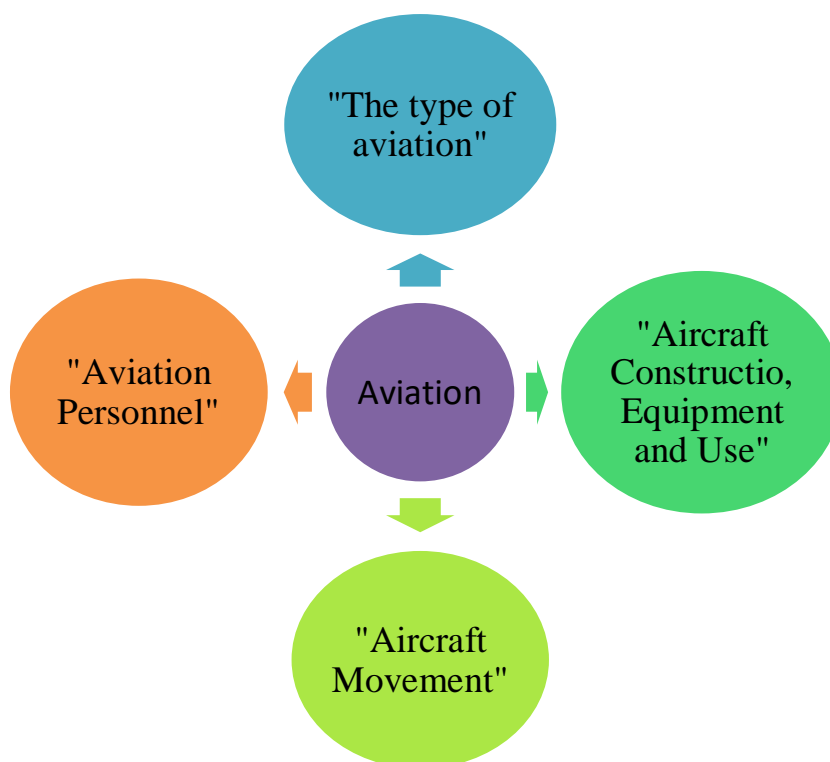 "The type of
aviation"
"Aviation
Personnel"
Aviation
"Aircraft
Constructio,
Equipment
and Use"
"Aircraft
Movement"